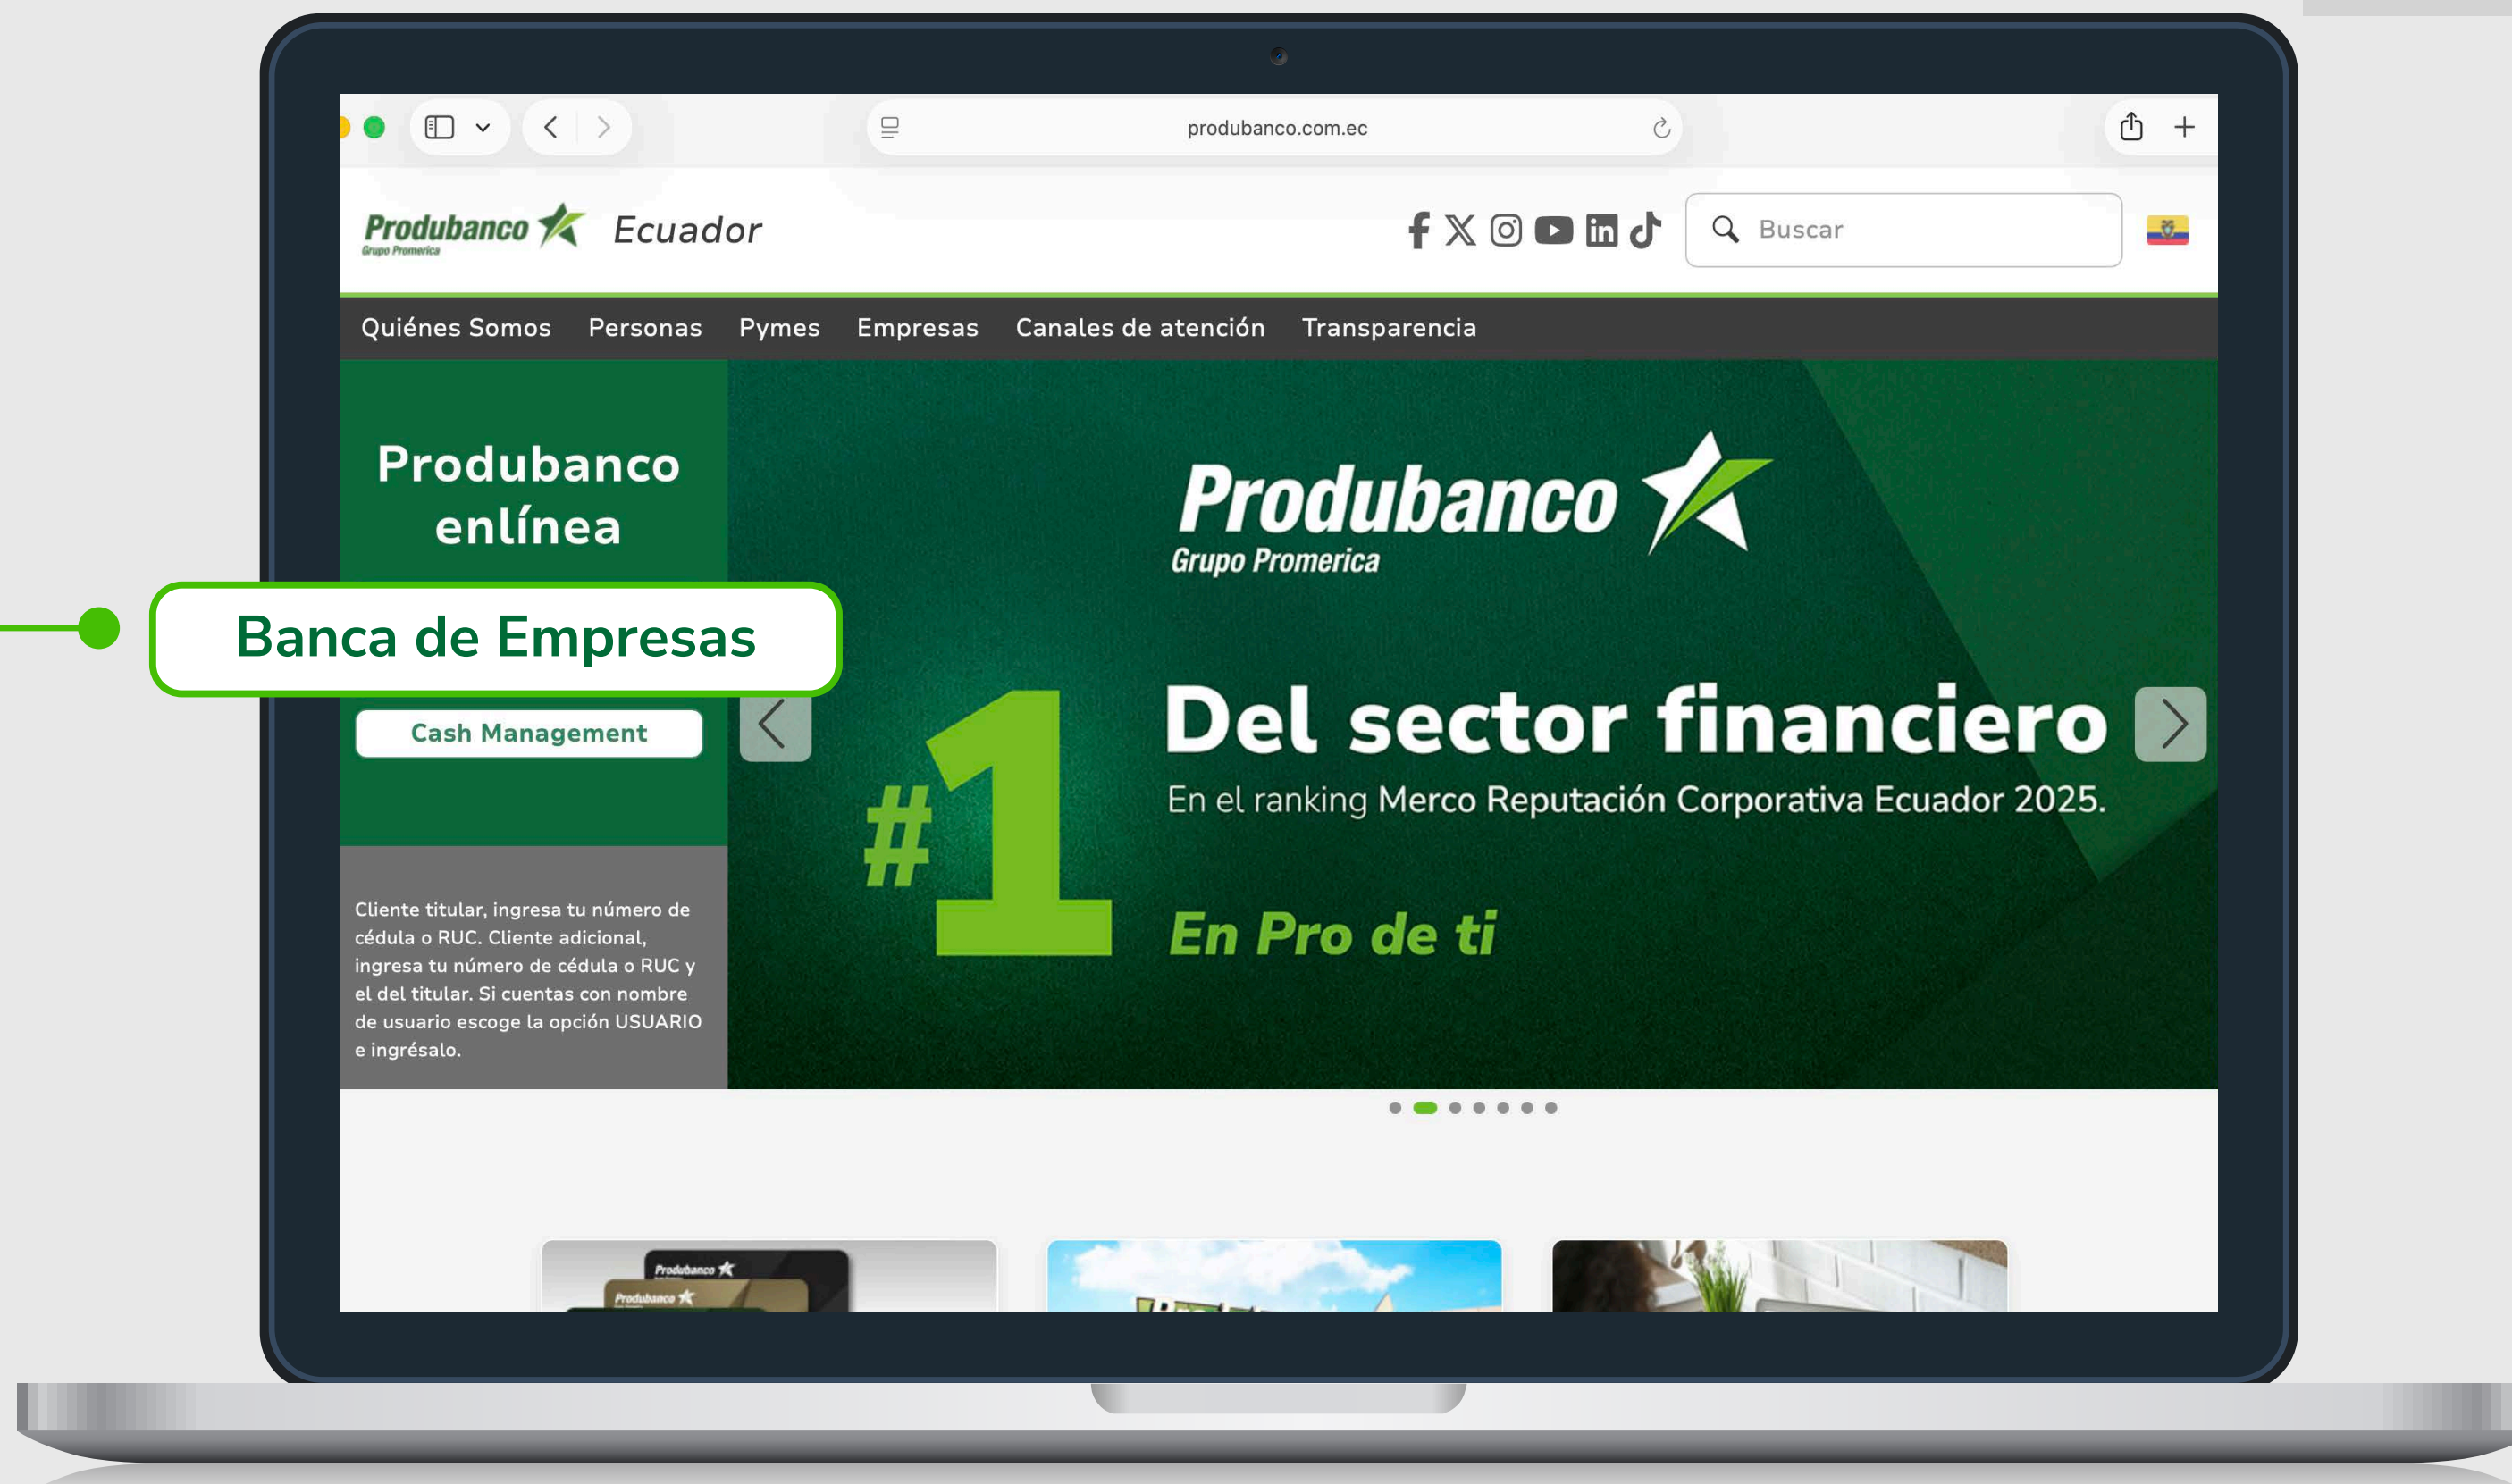 produbanco.com.ec
Produbanco
Grupo Promerica
Ecuador
Buscar
Quiénes Somos Personas Pymes Empresas Canales de atención Transparencia
Produbanco
enlínea
Banca de Empresas
Cash Management
Cliente titular, ingresa tu número de
cédula o RUC. Cliente adicional,
ingresa tu número de cédula o RUC y
el del titular. Si cuentas con nombre
de usuario escoge la opción USUARIO
e ingrésalo.
Produbanco
Grupo Promerica
#1
Del sector financiero
En el ranking Merco Reputación Corporativa Ecuador 2025.
En Pro de ti
Produbanco
Produbanco